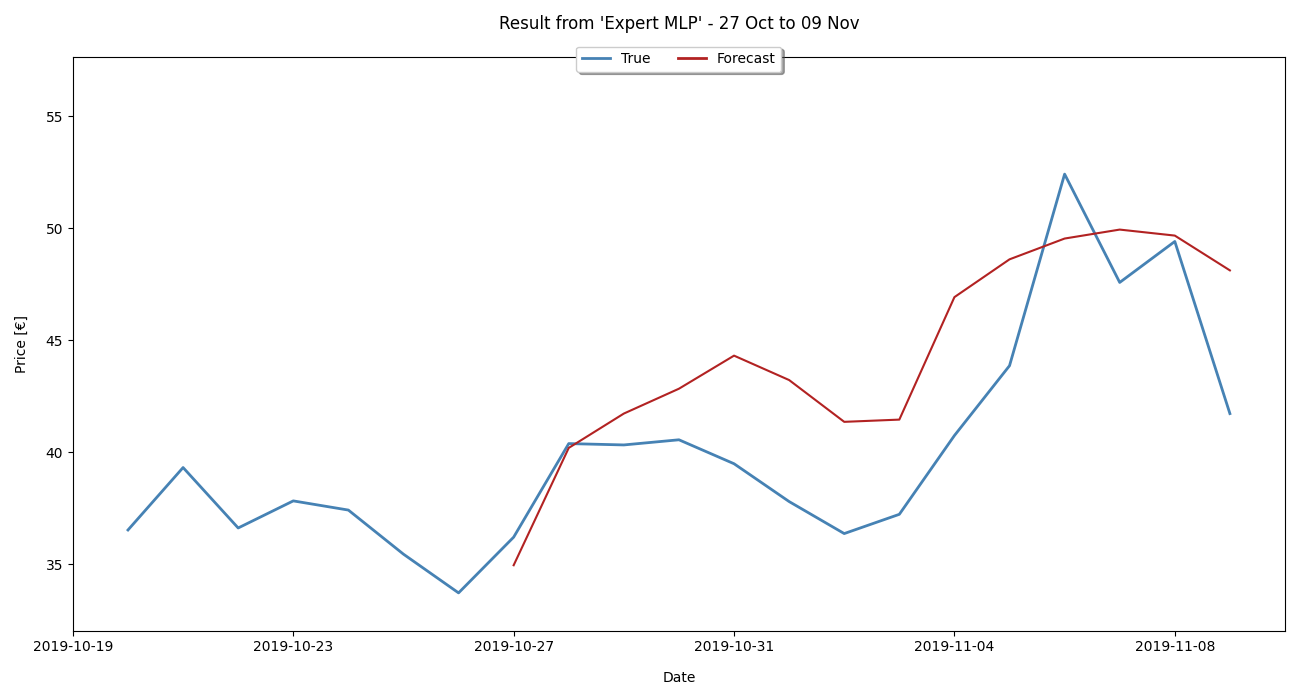 Result from 'Expert MLP' - 27 Oct to 09 Nov
True Forecast
55
50
45
40
35
Price [€]
2019-10-19 2019-10-23 2019-10-27 2019-10-31 2019-11-04 2019-11-08
Date